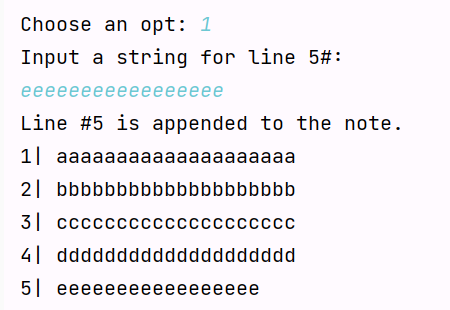 Choose an opt: 1
Input a string for line 5#:
eeeeeeeeeeeeeeeee
Line #5 is appended to the note.
1| aaaaaaaaaaaaaaaaaaaa
2| bbbbbbbbbbbbbbbbbbbb
3| cccccccccccccccccccc
4| dddddddddddddddddddd
5| eeeeeeeeeeeeeeeee